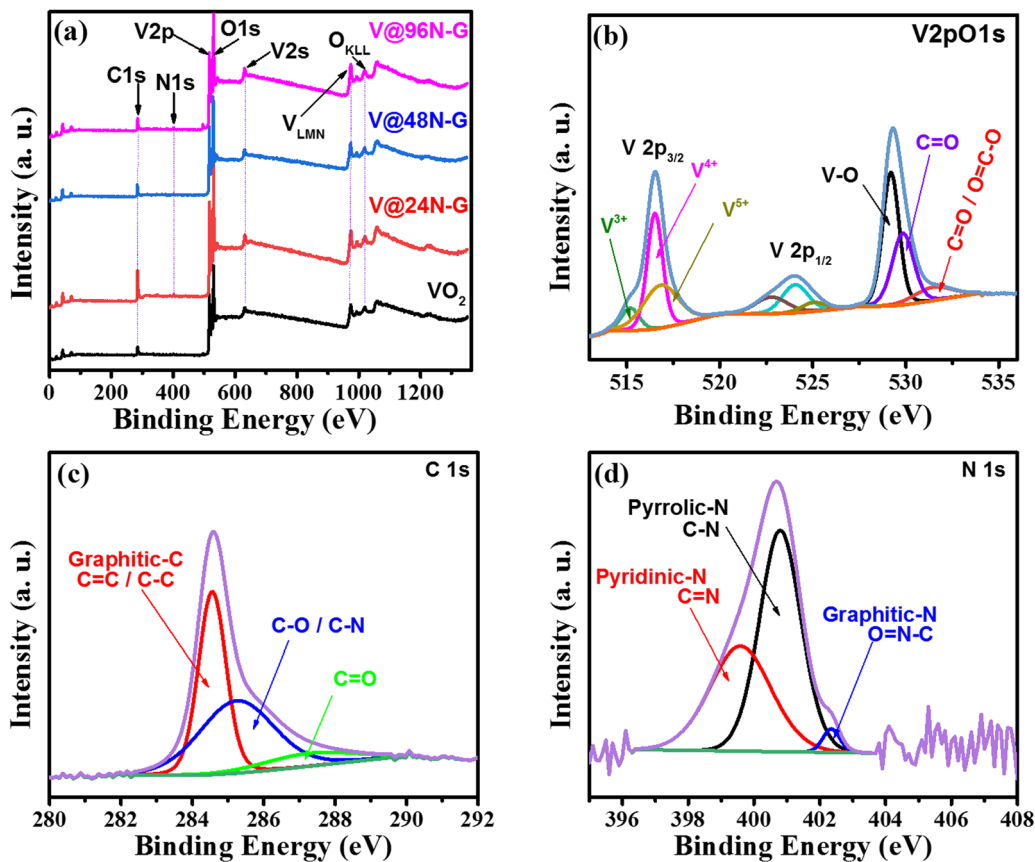 (a)
V@96N-G
V2p
O1s
V2s
O_KLL
C1s
N1s
V_LMN
V@48N-G
V@24N-G
VO₂
Intensity (a. u.)
0 200 400 600 800 1000 1200
Binding Energy (eV)
(b)
V2pO1s
V 2p₃/₂
V³⁺
V⁴⁺
V⁵⁺
V 2p₁/₂
V-O
C=O
C=O / O=C-O
Intensity (a. u.)
515 520 525 530 535
Binding Energy (eV)
(c)
C 1s
Graphitic-C
C=C / C-C
C-O / C-N
C=O
Intensity (a. u.)
280 282 284 286 288 290 292
Binding Energy (eV)
(d)
N 1s
Pyrrolic-N
C-N
Pyridinic-N
C=N
Graphitic-N
O=N-C
Intensity (a. u.)
396 398 400 402 404 406 408
Binding Energy (eV)